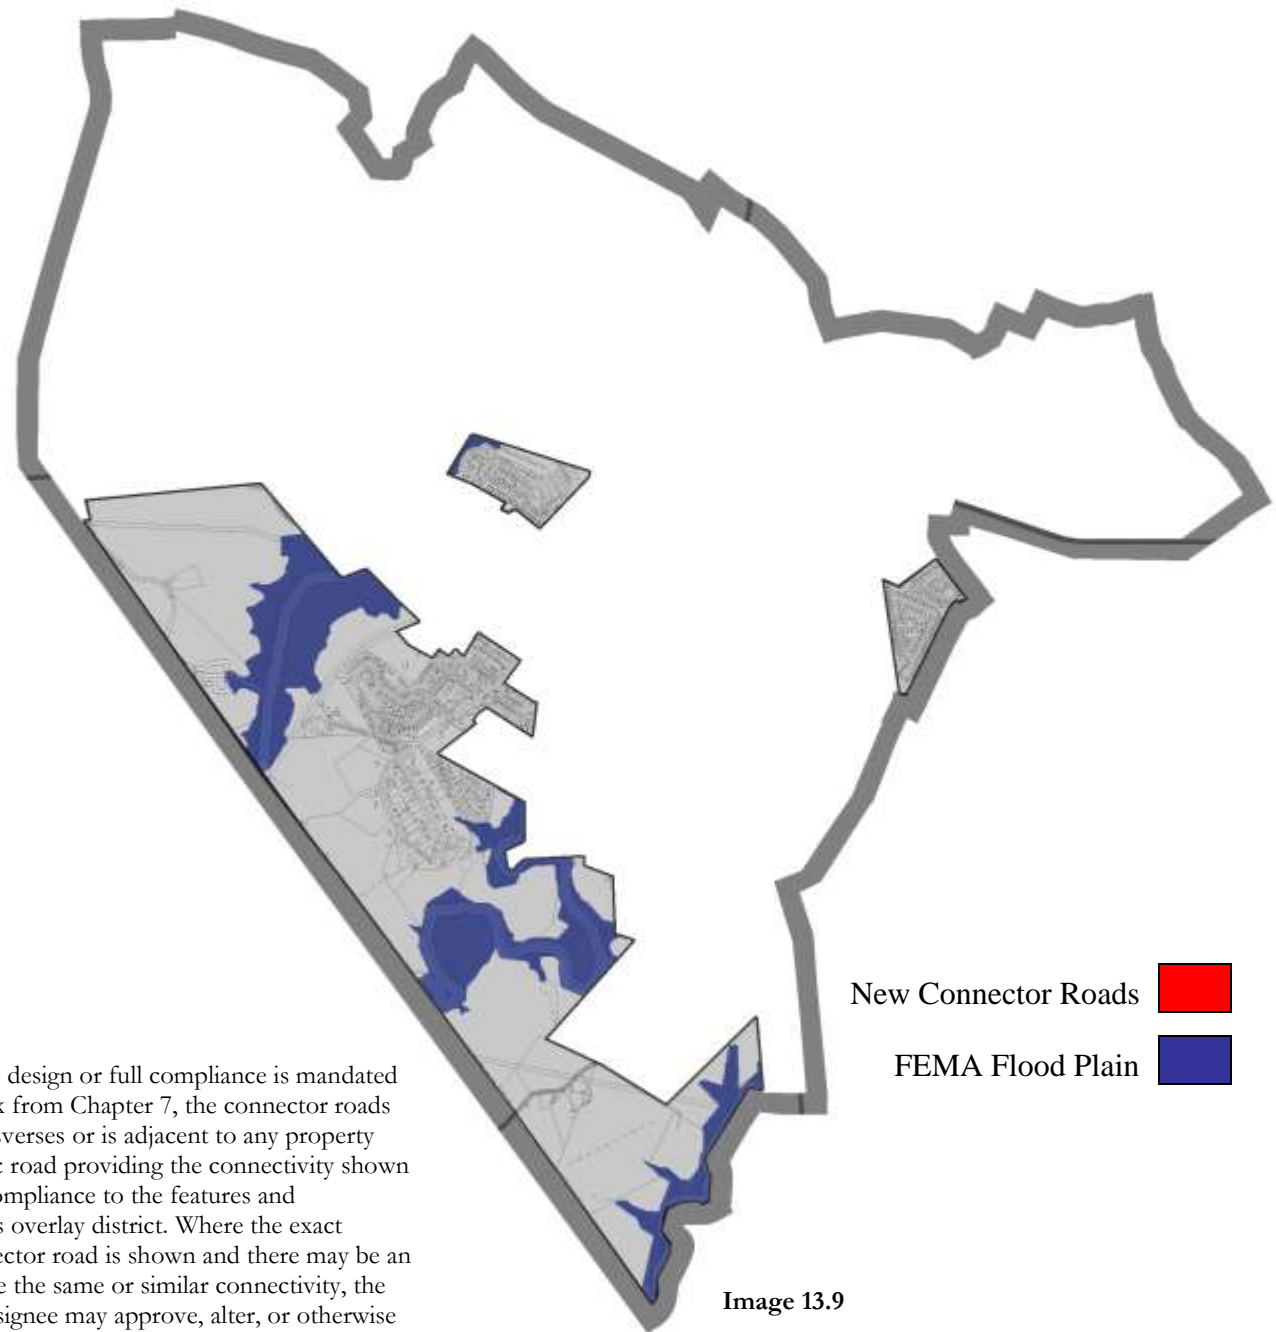 New Connector Roads
FEMA Flood Plain
design or full compliance is mandated
from Chapter 7, the connector roads
verses or is adjacent to any property
road providing the connectivity shown
ompliance to the features and
s overlay district. Where the exact
ector road is shown and there may be an
e the same or similar connectivity, the
signee may approve, alter, or otherwise
Image 13.9